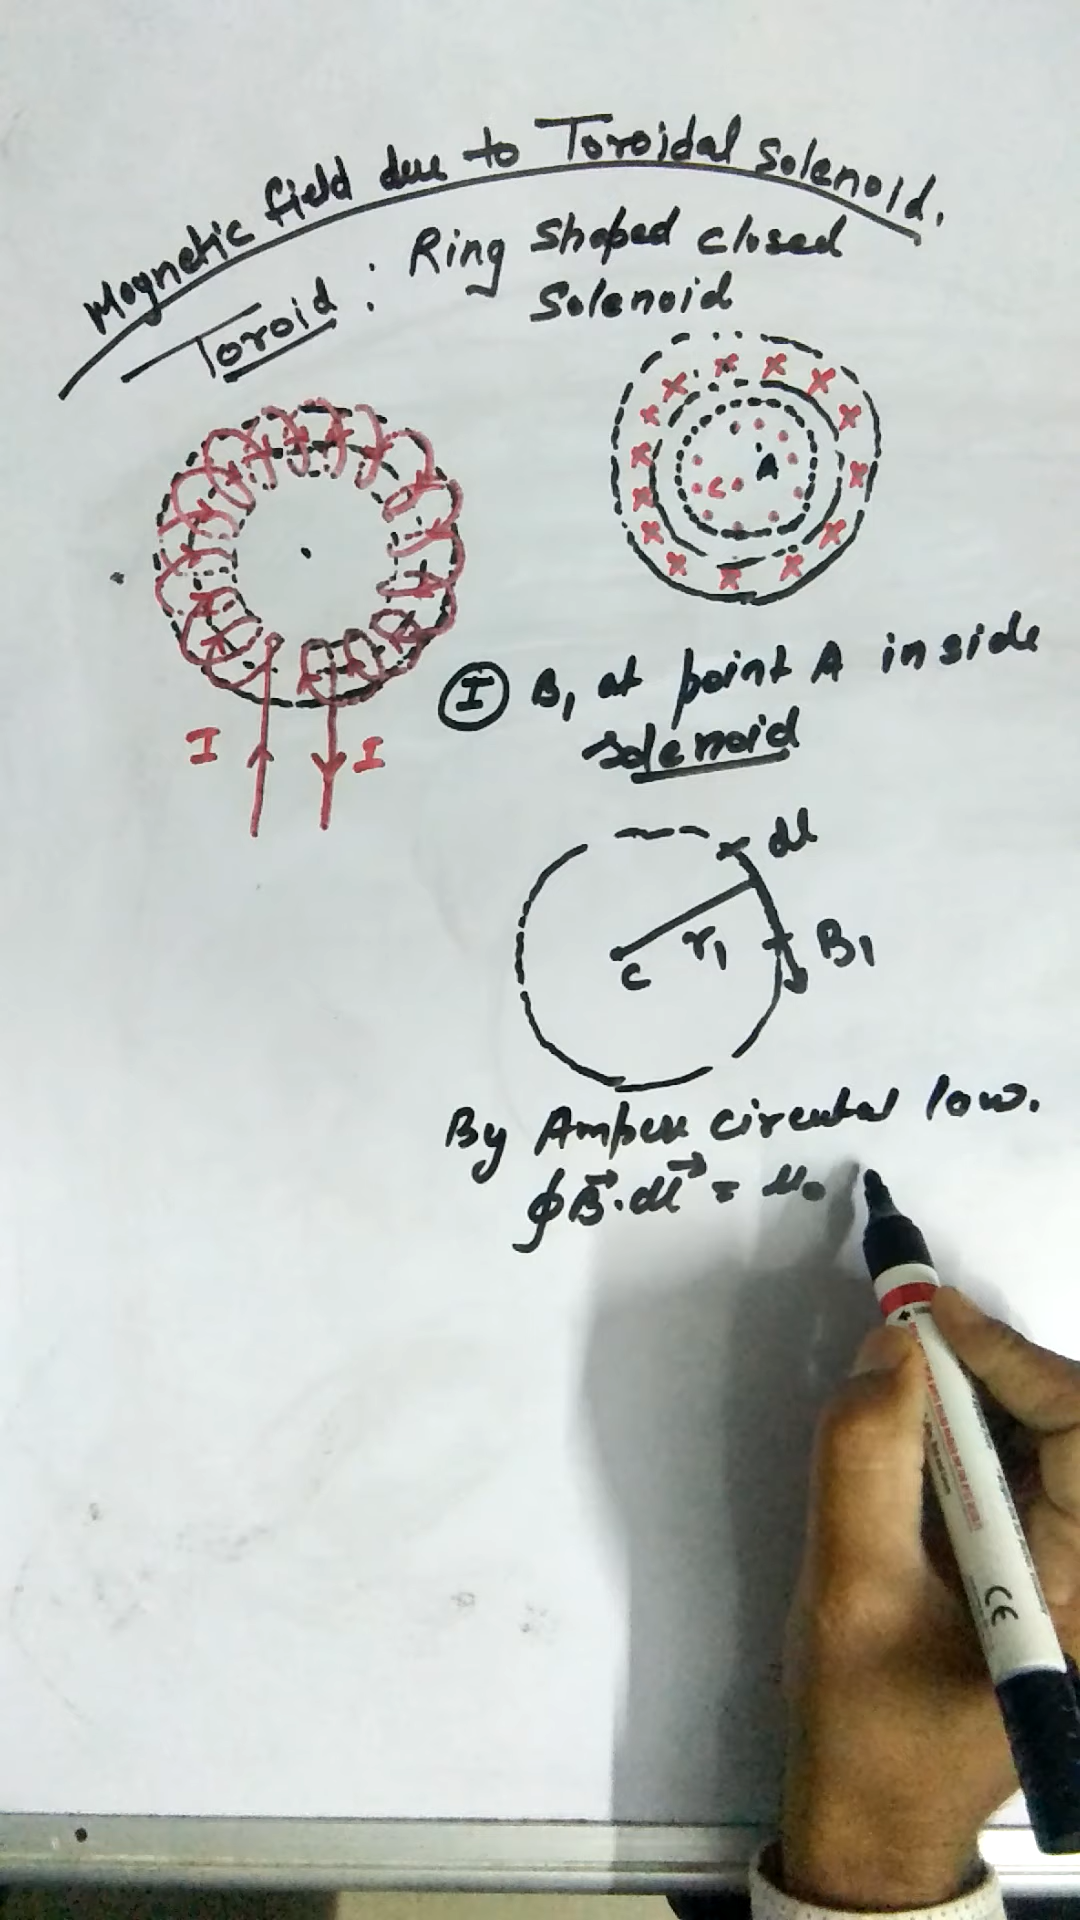 Magnetic field due to Toroidal Solenoid.
Toroid : Ring shaped closed
Solenoid
A
C
I I
I B₁ at point A inside
solenoid
dl
C r₁ B₁
By Ampere circuital law.
∮B⃗.dl⃗ = μ₀
CE